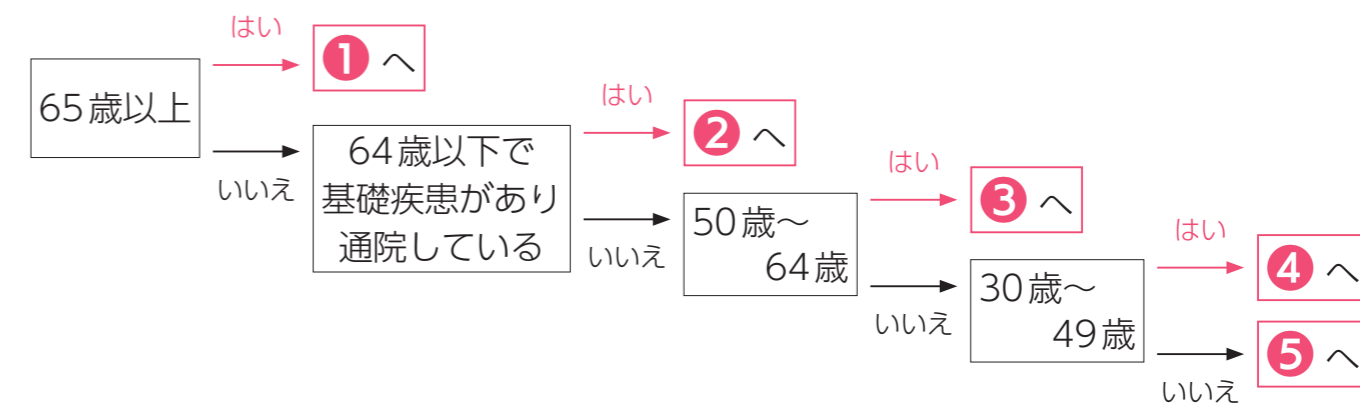 65歳以上
はい
❶ へ
いいえ
64歳以下で
基礎疾患があり
通院している
はい
❷ へ
いいえ
50歳～
64歳
はい
❸ へ
いいえ
30歳～
49歳
はい
❹ へ
いいえ
❺ へ